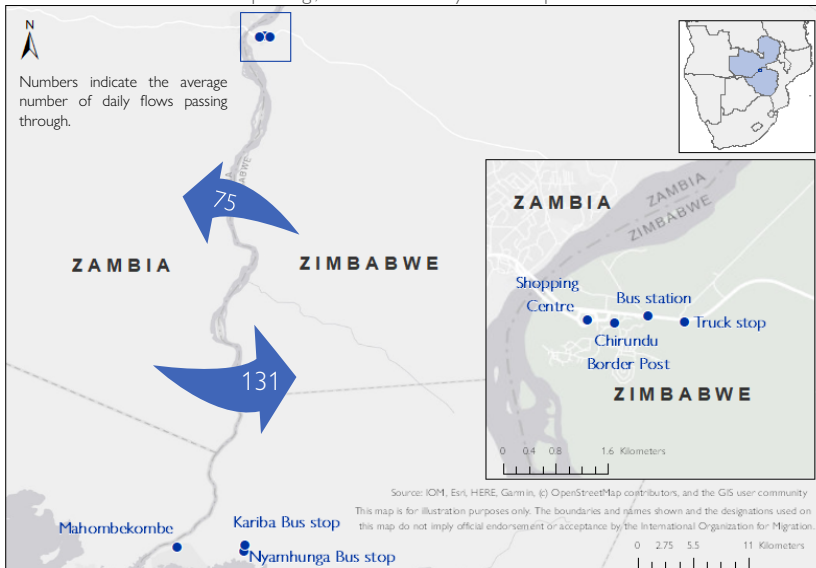 N
Numbers indicate the average
number of daily flows passing
through.
75
ZAMBIA
ZIMBABWE
131
ZAMBIA
ZAMBIA
ZIMBABWE
Shopping
Centre
Bus station
Truck stop
Chirundu
Border Post
ZIMBABWE
0 0.4 0.8 1.6 Kilometers
Source: IOM, Esri, HERE, Garmin, (c) OpenStreetMap contributors, and the GIS user community
This map is for illustration purposes only. The boundaries and names shown and the designations used on
this map do not imply official endorsement or acceptance by the International Organization for Migration.
Mahombekombe
Kariba Bus stop
Nyamhunga Bus stop
0 2.75 5.5 11 Kilometers